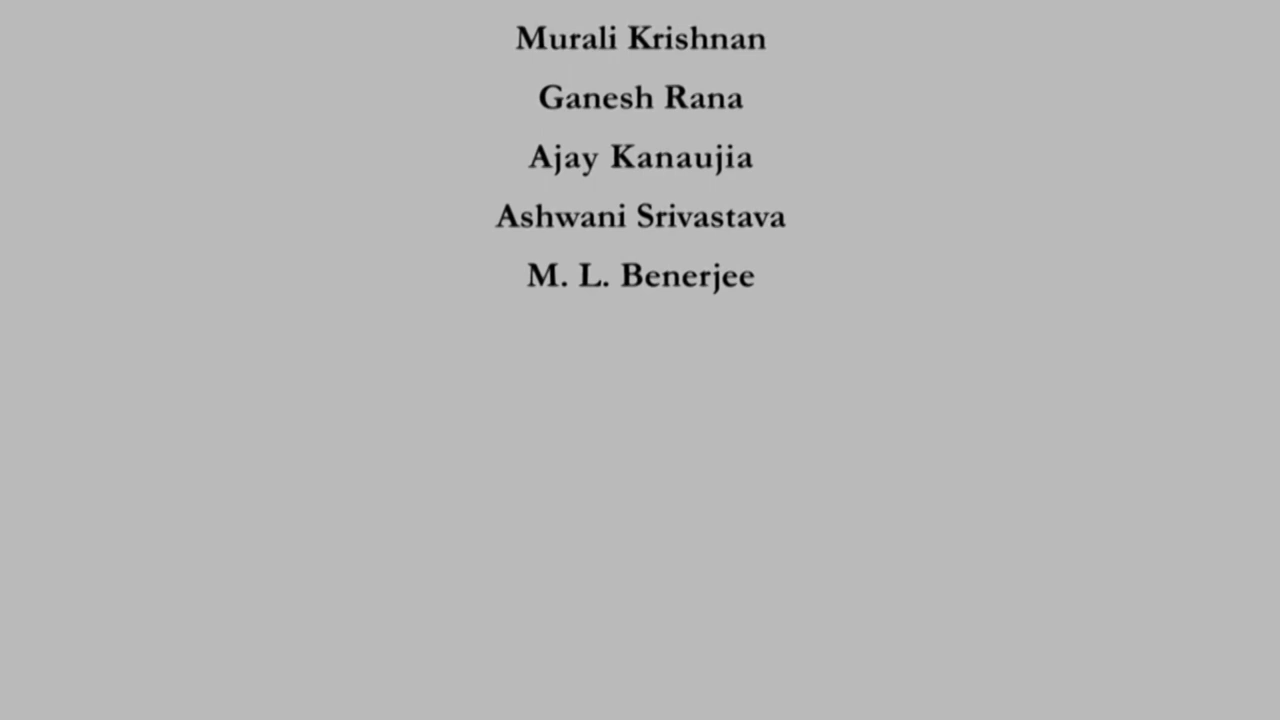 Murali Krishnan
Ganesh Rana
Ajay Kanaujia
Ashwani Srivastava
M. L. Benerjee